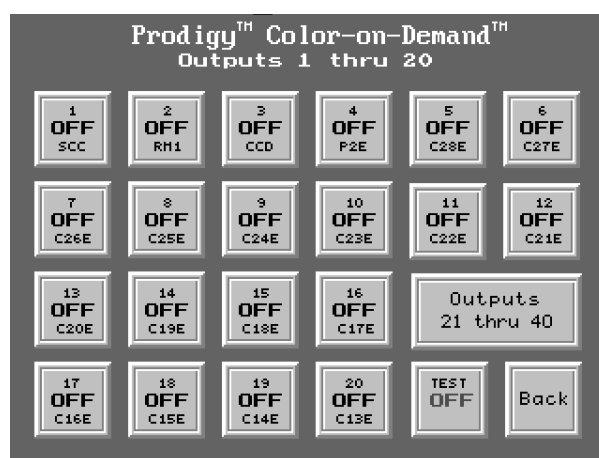 Prodigy™ Color-on-Demand™
Outputs 1 thru 20
1
OFF
SCC
2
OFF
RH1
3
OFF
CCD
4
OFF
P2E
5
OFF
C28E
6
OFF
C27E
7
OFF
C26E
8
OFF
C25E
9
OFF
C24E
10
OFF
C23E
11
OFF
C22E
12
OFF
C21E
13
OFF
C20E
14
OFF
C19E
15
OFF
C18E
16
OFF
C17E
Outputs
21 thru 40
17
OFF
C16E
18
OFF
C15E
19
OFF
C14E
20
OFF
C13E
TEST
OFF
Back